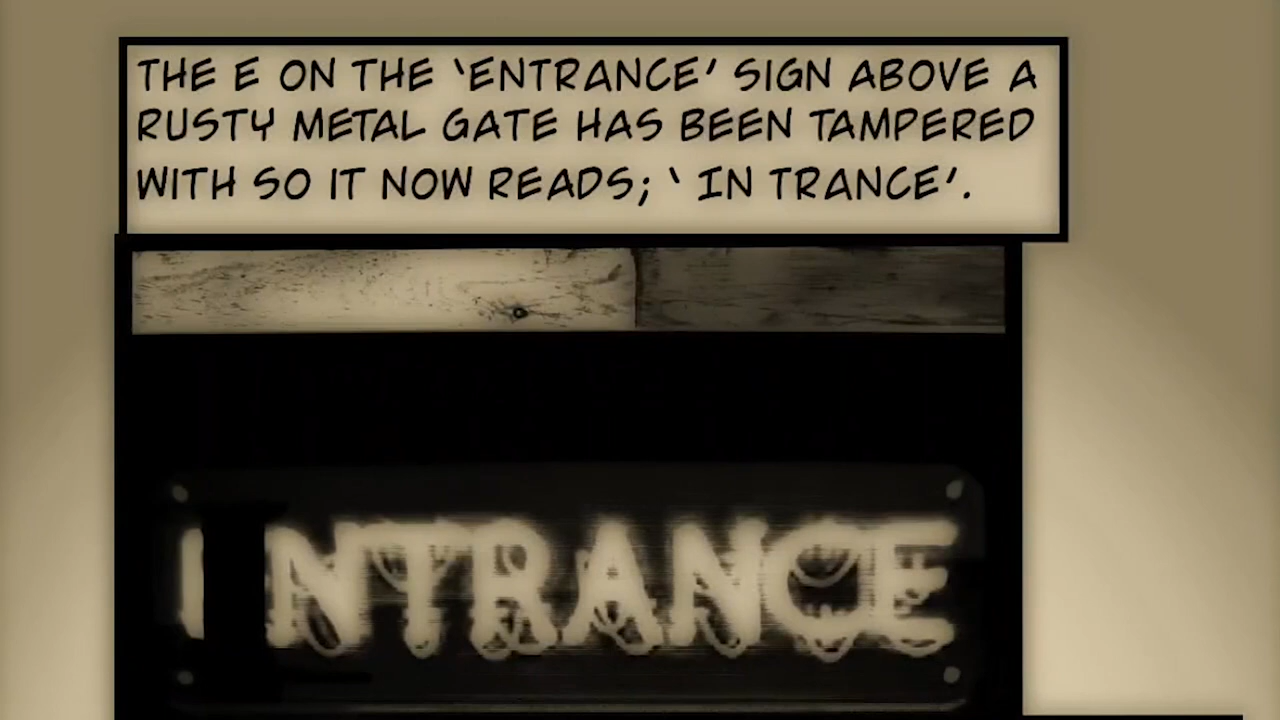 THE E ON THE ‘ENTRANCE’ SIGN ABOVE A
RUSTY METAL GATE HAS BEEN TAMPERED
WITH SO IT NOW READS; ‘ IN TRANCE’.
I NTRANCE